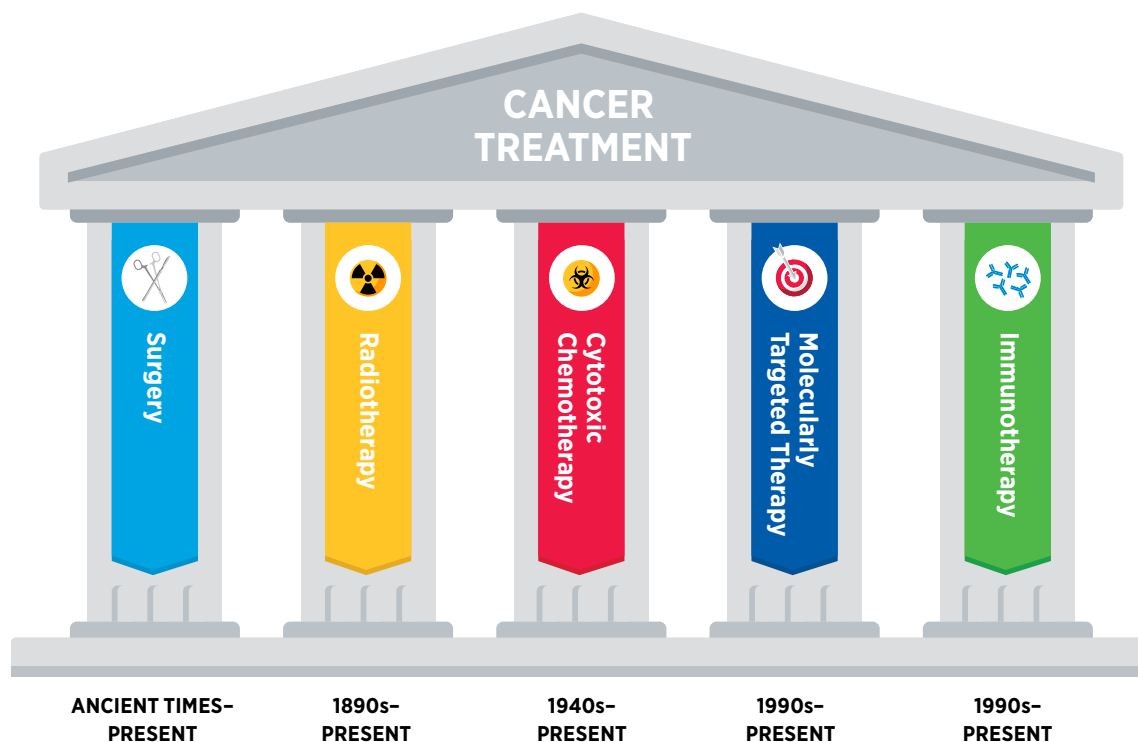 CANCER
TREATMENT
Surgery
Radiotherapy
Cytotoxic
Chemotherapy
Molecularly
Targeted Therapy
Immunotherapy
ANCIENT TIMES–
PRESENT
1890s–
PRESENT
1940s–
PRESENT
1990s–
PRESENT
1990s–
PRESENT